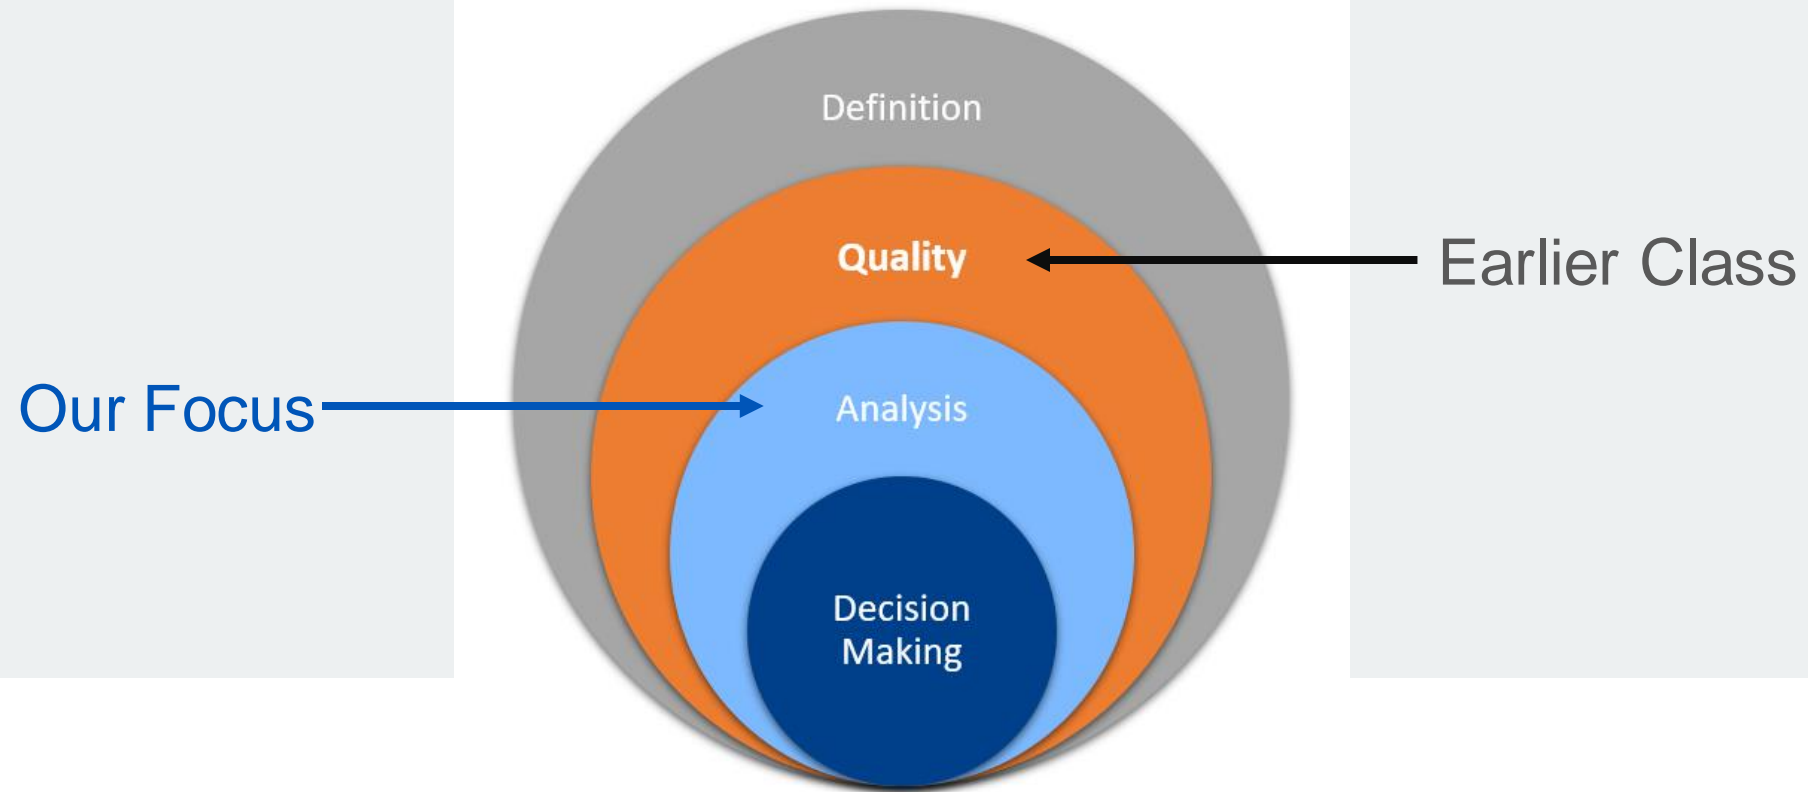 Definition
Quality
Earlier Class
Our Focus
Analysis
Decision
Making